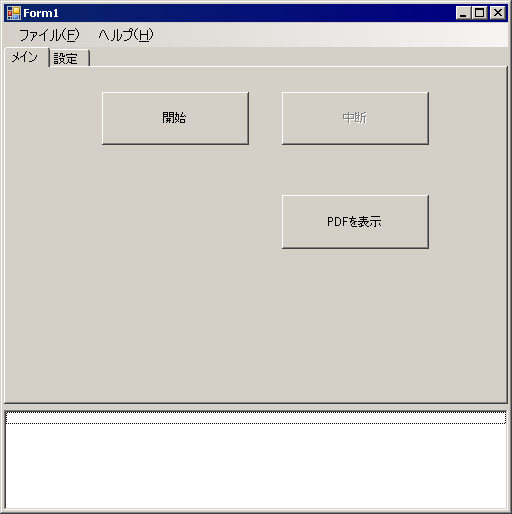 Form1
ファイル(F) ヘルプ(H)
メイン 設定
開始 中断
PDFを表示